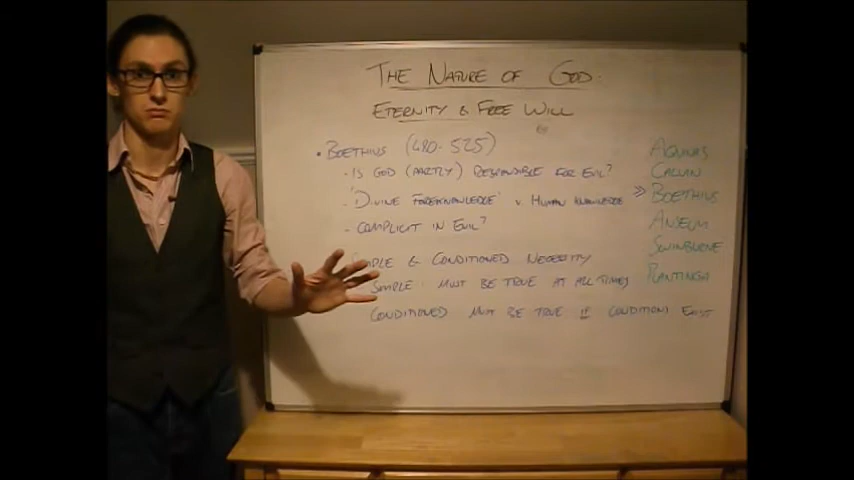 THE NATURE OF GOD.
ETERNITY & FREE WILL
• BOETHIUS (480-525)
- IS GOD (PARTLY) RESPONSIBLE FOR EVIL?
- 'DIVINE FOREKNOWLEDGE' v. HUMAN KNOWLEDGE
- COMPLICIT IN EVIL?
SIMPLE & CONDITIONED NECESSITY
SIMPLE: MUST BE TRUE AT ALL TIMES
CONDITIONED MUST BE TRUE IF CONDITIONS EXIST
AQUINAS
CALVIN
» BOETHIUS
ANSELM
SWINBURNE
PLANTINGA